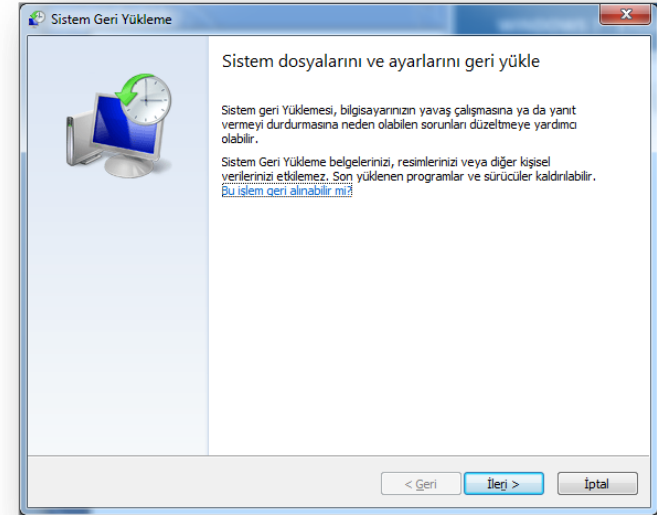 Sistem Geri Yükleme
Sistem dosyalarını ve ayarlarını geri yükle
Sistem geri Yüklemesi, bilgisayarınızın yavaş çalışmasına ya da yanıt
vermeyi durdurmasına neden olabilen sorunları düzeltmeye yardımcı
olabilir.
Sistem Geri Yükleme belgelerinizi, resimlerinizi veya diğer kişisel
verilerinizi etkilemez. Son yüklenen programlar ve sürücüler kaldırılabilir.
Bu işlem geri alınabilir mi?
< Geri İleri > İptal